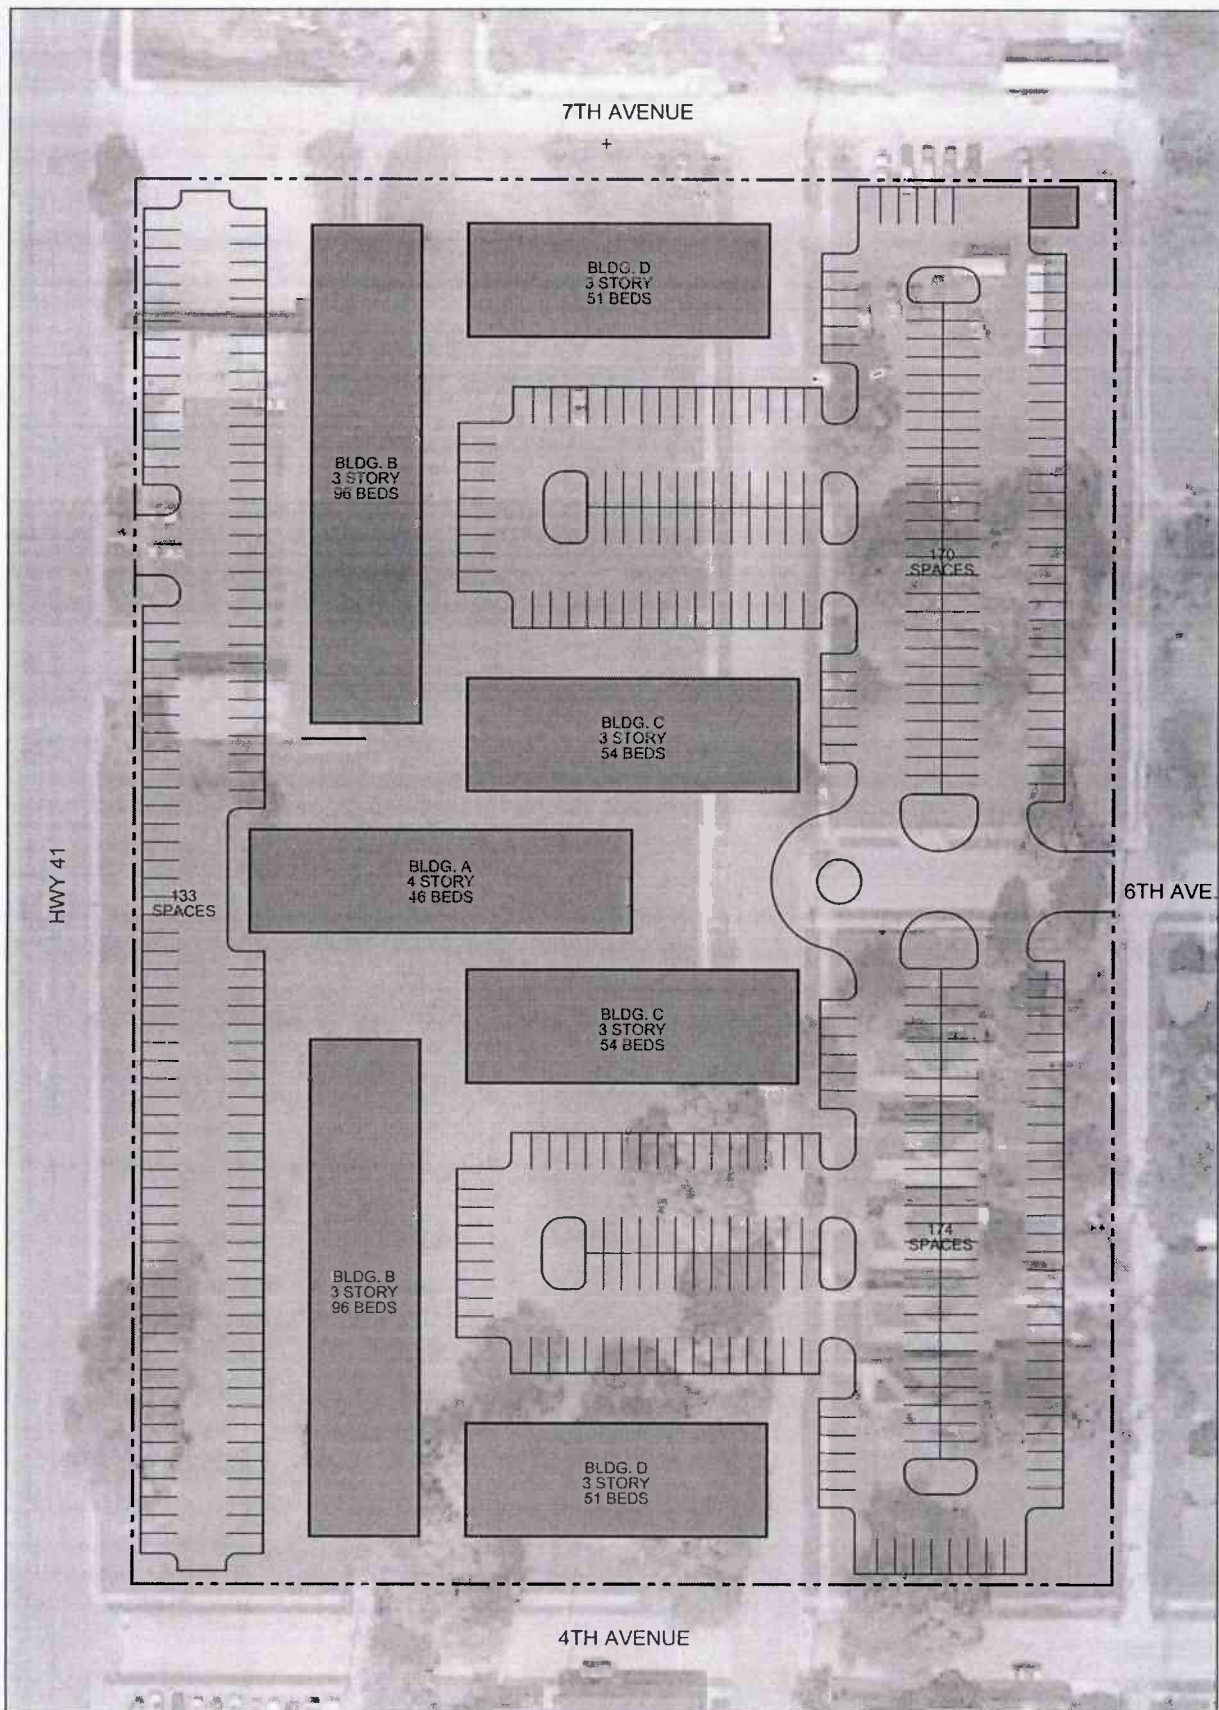 7TH AVENUE
BLDG. D
3 STORY
51 BEDS
BLDG. B
3 STORY
96 BEDS
170
SPACES
BLDG. C
3 STORY
54 BEDS
HWY 41
133
SPACES
BLDG. A
4 STORY
46 BEDS
6TH AVE.
BLDG. C
3 STORY
54 BEDS
174
SPACES
BLDG. B
3 STORY
96 BEDS
BLDG. D
3 STORY
51 BEDS
4TH AVENUE